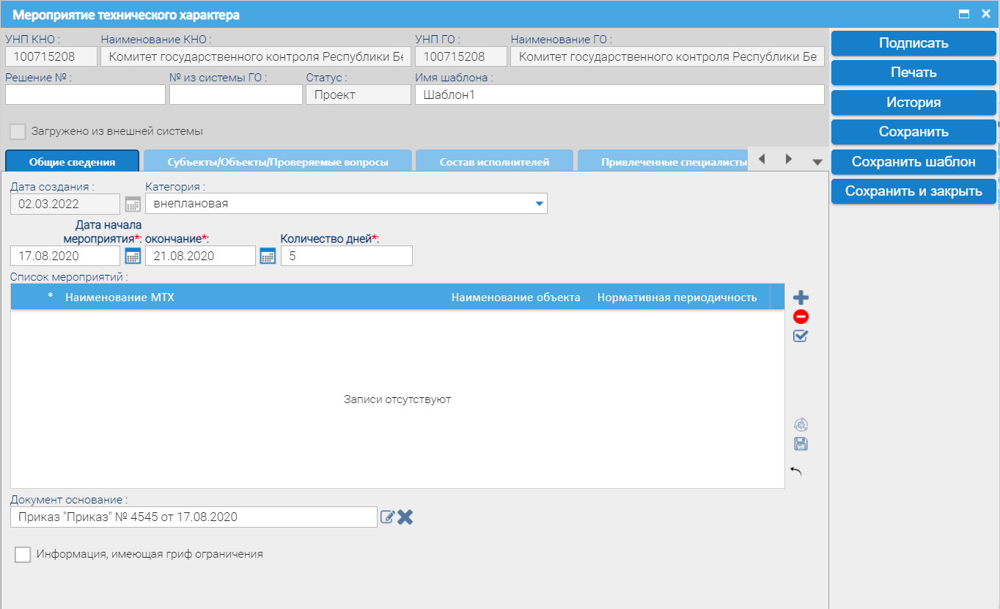 Мероприятие технического характера
УНП КНО : Наименование КНО : УНП ГО : Наименование ГО :
100715208 Комитет государственного контроля Республики Бе 100715208 Комитет государственного контроля Республики Бе
Решение № : № из системы ГО : Статус : Имя шаблона :
Проект Шаблон1
Загружено из внешней системы
Общие сведения Субъекты/Объекты/Проверяемые вопросы Состав исполнителей Привлеченные специалисты
Дата создания : Категория :
02.03.2022 внеплановая
Дата начала
мероприятия*: окончание*: Количество дней*:
17.08.2020 21.08.2020 5
Список мероприятий :
* Наименование МТХ Наименование объекта Нормативная периодичность
Записи отсутствуют
Документ основание :
Приказ "Приказ" № 4545 от 17.08.2020
Информация, имеющая гриф ограничения
Подписать
Печать
История
Сохранить
Сохранить шаблон
Сохранить и закрыть